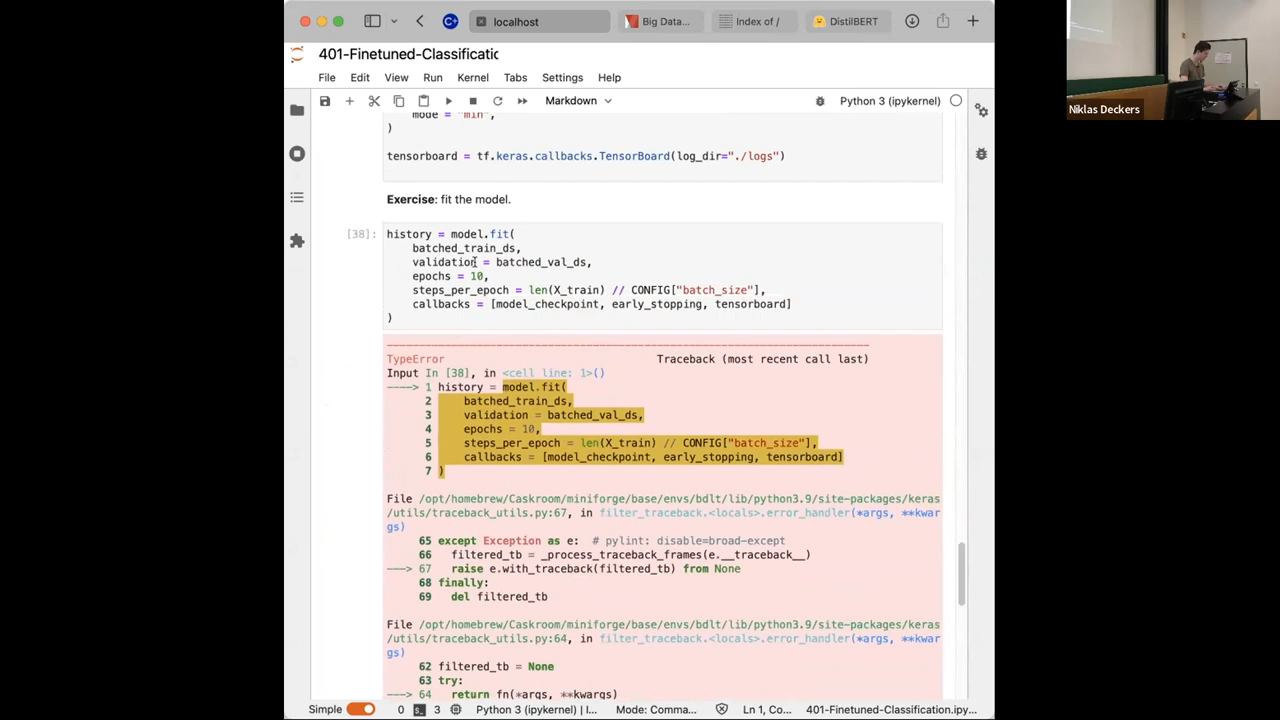 localhost
Big Data...
Index of /
DistilBERT
401-Finetuned-Classificatic
File Edit View Run Kernel Tabs Settings Help
Markdown
Python 3 (ipykernel)
mode = "min",
)
tensorboard = tf.keras.callbacks.TensorBoard(log_dir="./logs")
Exercise: fit the model.
[38]:
history = model.fit(
batched_train_ds,
validation = batched_val_ds,
epochs = 10,
steps_per_epoch = len(X_train) // CONFIG["batch_size"],
callbacks = [model_checkpoint, early_stopping, tensorboard]
)
TypeError Traceback (most recent call last)
Input In [38], in <cell line: 1>()
----> 1 history = model.fit(
2 batched_train_ds,
3 validation = batched_val_ds,
4 epochs = 10,
5 steps_per_epoch = len(X_train) // CONFIG["batch_size"],
6 callbacks = [model_checkpoint, early_stopping, tensorboard]
7 )
File /opt/homebrew/Caskroom/miniforge/base/envs/bdlt/lib/python3.9/site-packages/keras
/utils/traceback_utils.py:67, in filter_traceback.<locals>.error_handler(*args, **kwar
gs)
65 except Exception as e: # pylint: disable=broad-except
66 filtered_tb = _process_traceback_frames(e.__traceback__)
---> 67 raise e.with_traceback(filtered_tb) from None
68 finally:
69 del filtered_tb
File /opt/homebrew/Caskroom/miniforge/base/envs/bdlt/lib/python3.9/site-packages/keras
/utils/traceback_utils.py:64, in filter_traceback.<locals>.error_handler(*args, **kwar
gs)
62 filtered_tb = None
63 try:
---> 64 return fn(*args, **kwargs)
Simple 0 3 Python 3 (ipykernel) | I... Mode: Comma... Ln 1, Co... 401-Finetuned-Classification.ipy...
Niklas Deckers